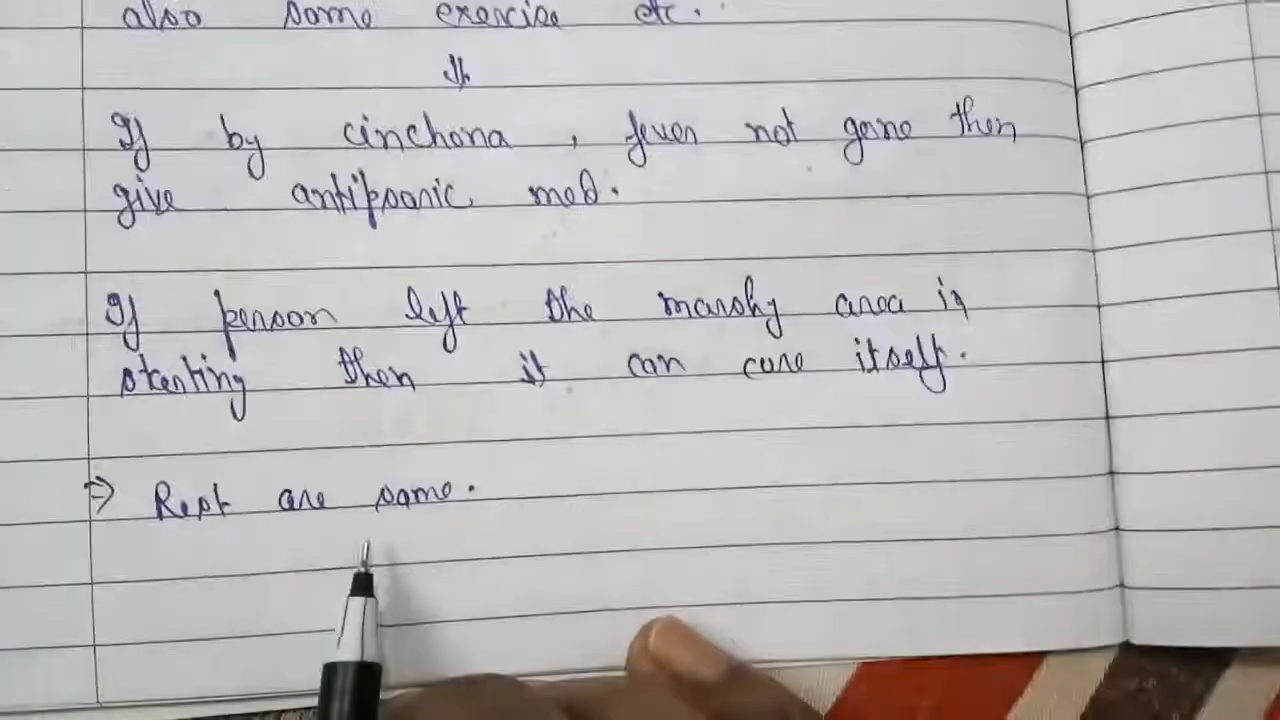 also some exercise etc.
⇓
If by cinchona, fever not gone then
give antipsoric med.
If person left the marshy area in
starting then it can cure itself.
⇒ Rest are same.